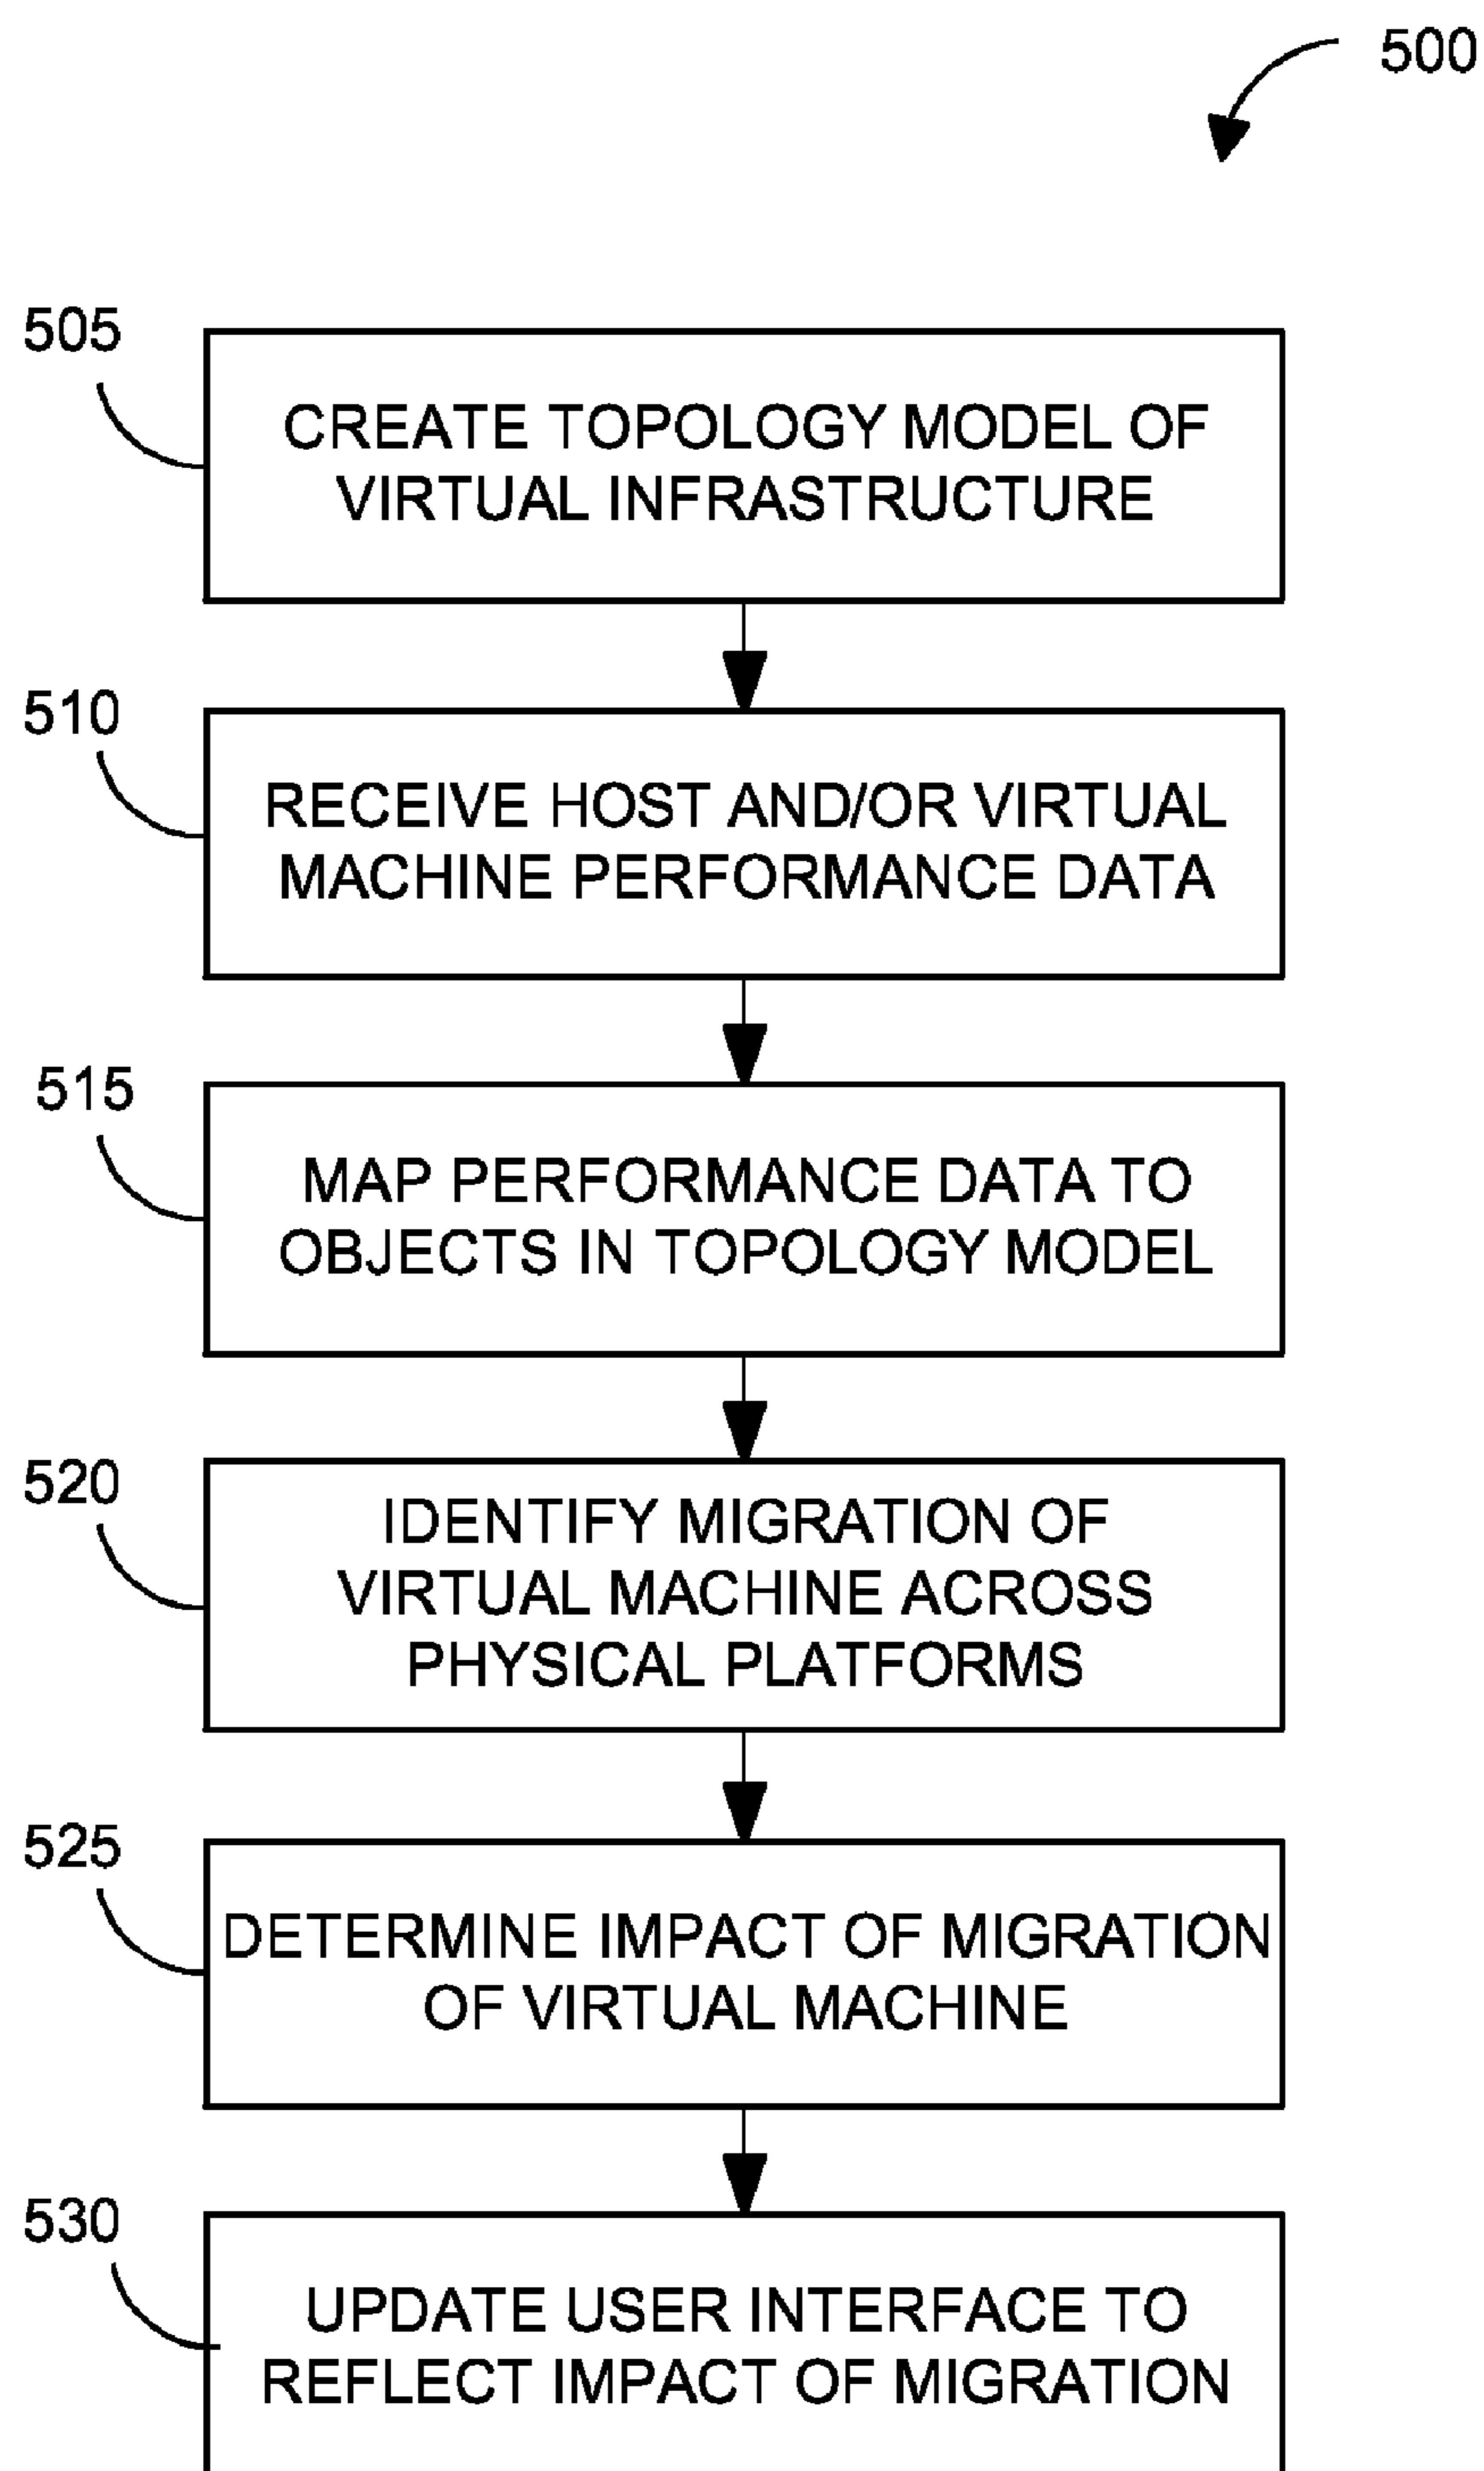 500
505
CREATE TOPOLOGY MODEL OF
VIRTUAL INFRASTRUCTURE
510
RECEIVE HOST AND/OR VIRTUAL
MACHINE PERFORMANCE DATA
515
MAP PERFORMANCE DATA TO
OBJECTS IN TOPOLOGY MODEL
520
IDENTIFY MIGRATION OF
VIRTUAL MACHINE ACROSS
PHYSICAL PLATFORMS
525
DETERMINE IMPACT OF MIGRATION
OF VIRTUAL MACHINE
530
UPDATE USER INTERFACE TO
REFLECT IMPACT OF MIGRATION